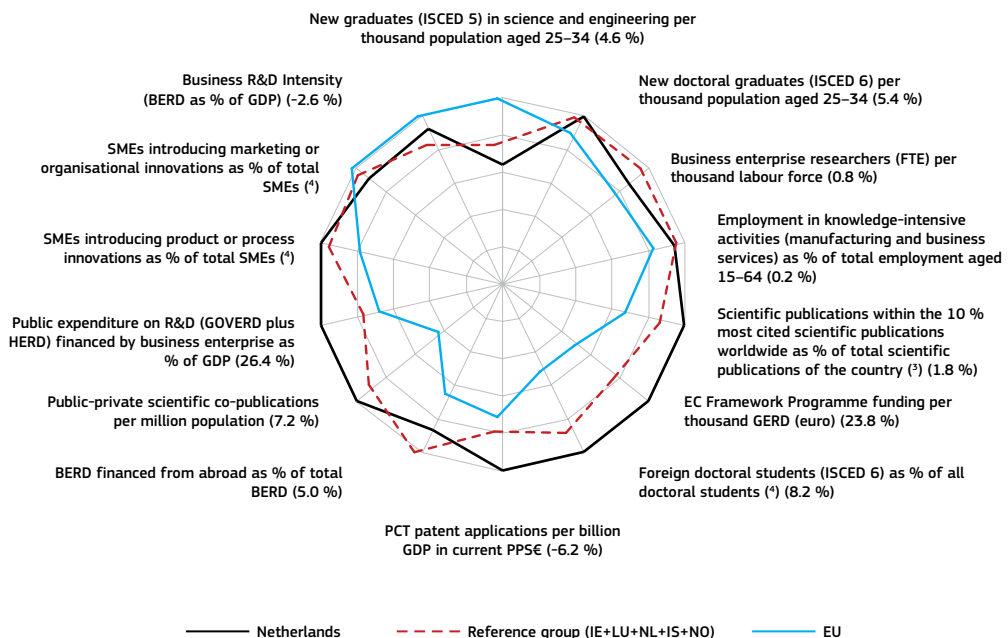 New graduates (ISCED 5) in science and engineering per
thousand population aged 25–34 (4.6 %)
Business R&D Intensity
(BERD as % of GDP) (-2.6 %)
New doctoral graduates (ISCED 6) per
thousand population aged 25–34 (5.4 %)
SMEs introducing marketing or
organisational innovations as % of total
SMEs (⁴)
Business enterprise researchers (FTE) per
thousand labour force (0.8 %)
SMEs introducing product or process
innovations as % of total SMEs (⁴)
Employment in knowledge-intensive
activities (manufacturing and business
services) as % of total employment aged
15–64 (0.2 %)
Public expenditure on R&D (GOVERD plus
HERD) financed by business enterprise as
% of GDP (26.4 %)
Scientific publications within the 10 %
most cited scientific publications
worldwide as % of total scientific
publications of the country (³) (1.8 %)
Public-private scientific co-publications
per million population (7.2 %)
EC Framework Programme funding per
thousand GERD (euro) (23.8 %)
BERD financed from abroad as % of total
BERD (5.0 %)
Foreign doctoral students (ISCED 6) as % of all
doctoral students (⁴) (8.2 %)
PCT patent applications per billion
GDP in current PPS€ (-6.2 %)
Netherlands
Reference group (IE+LU+NL+IS+NO)
EU